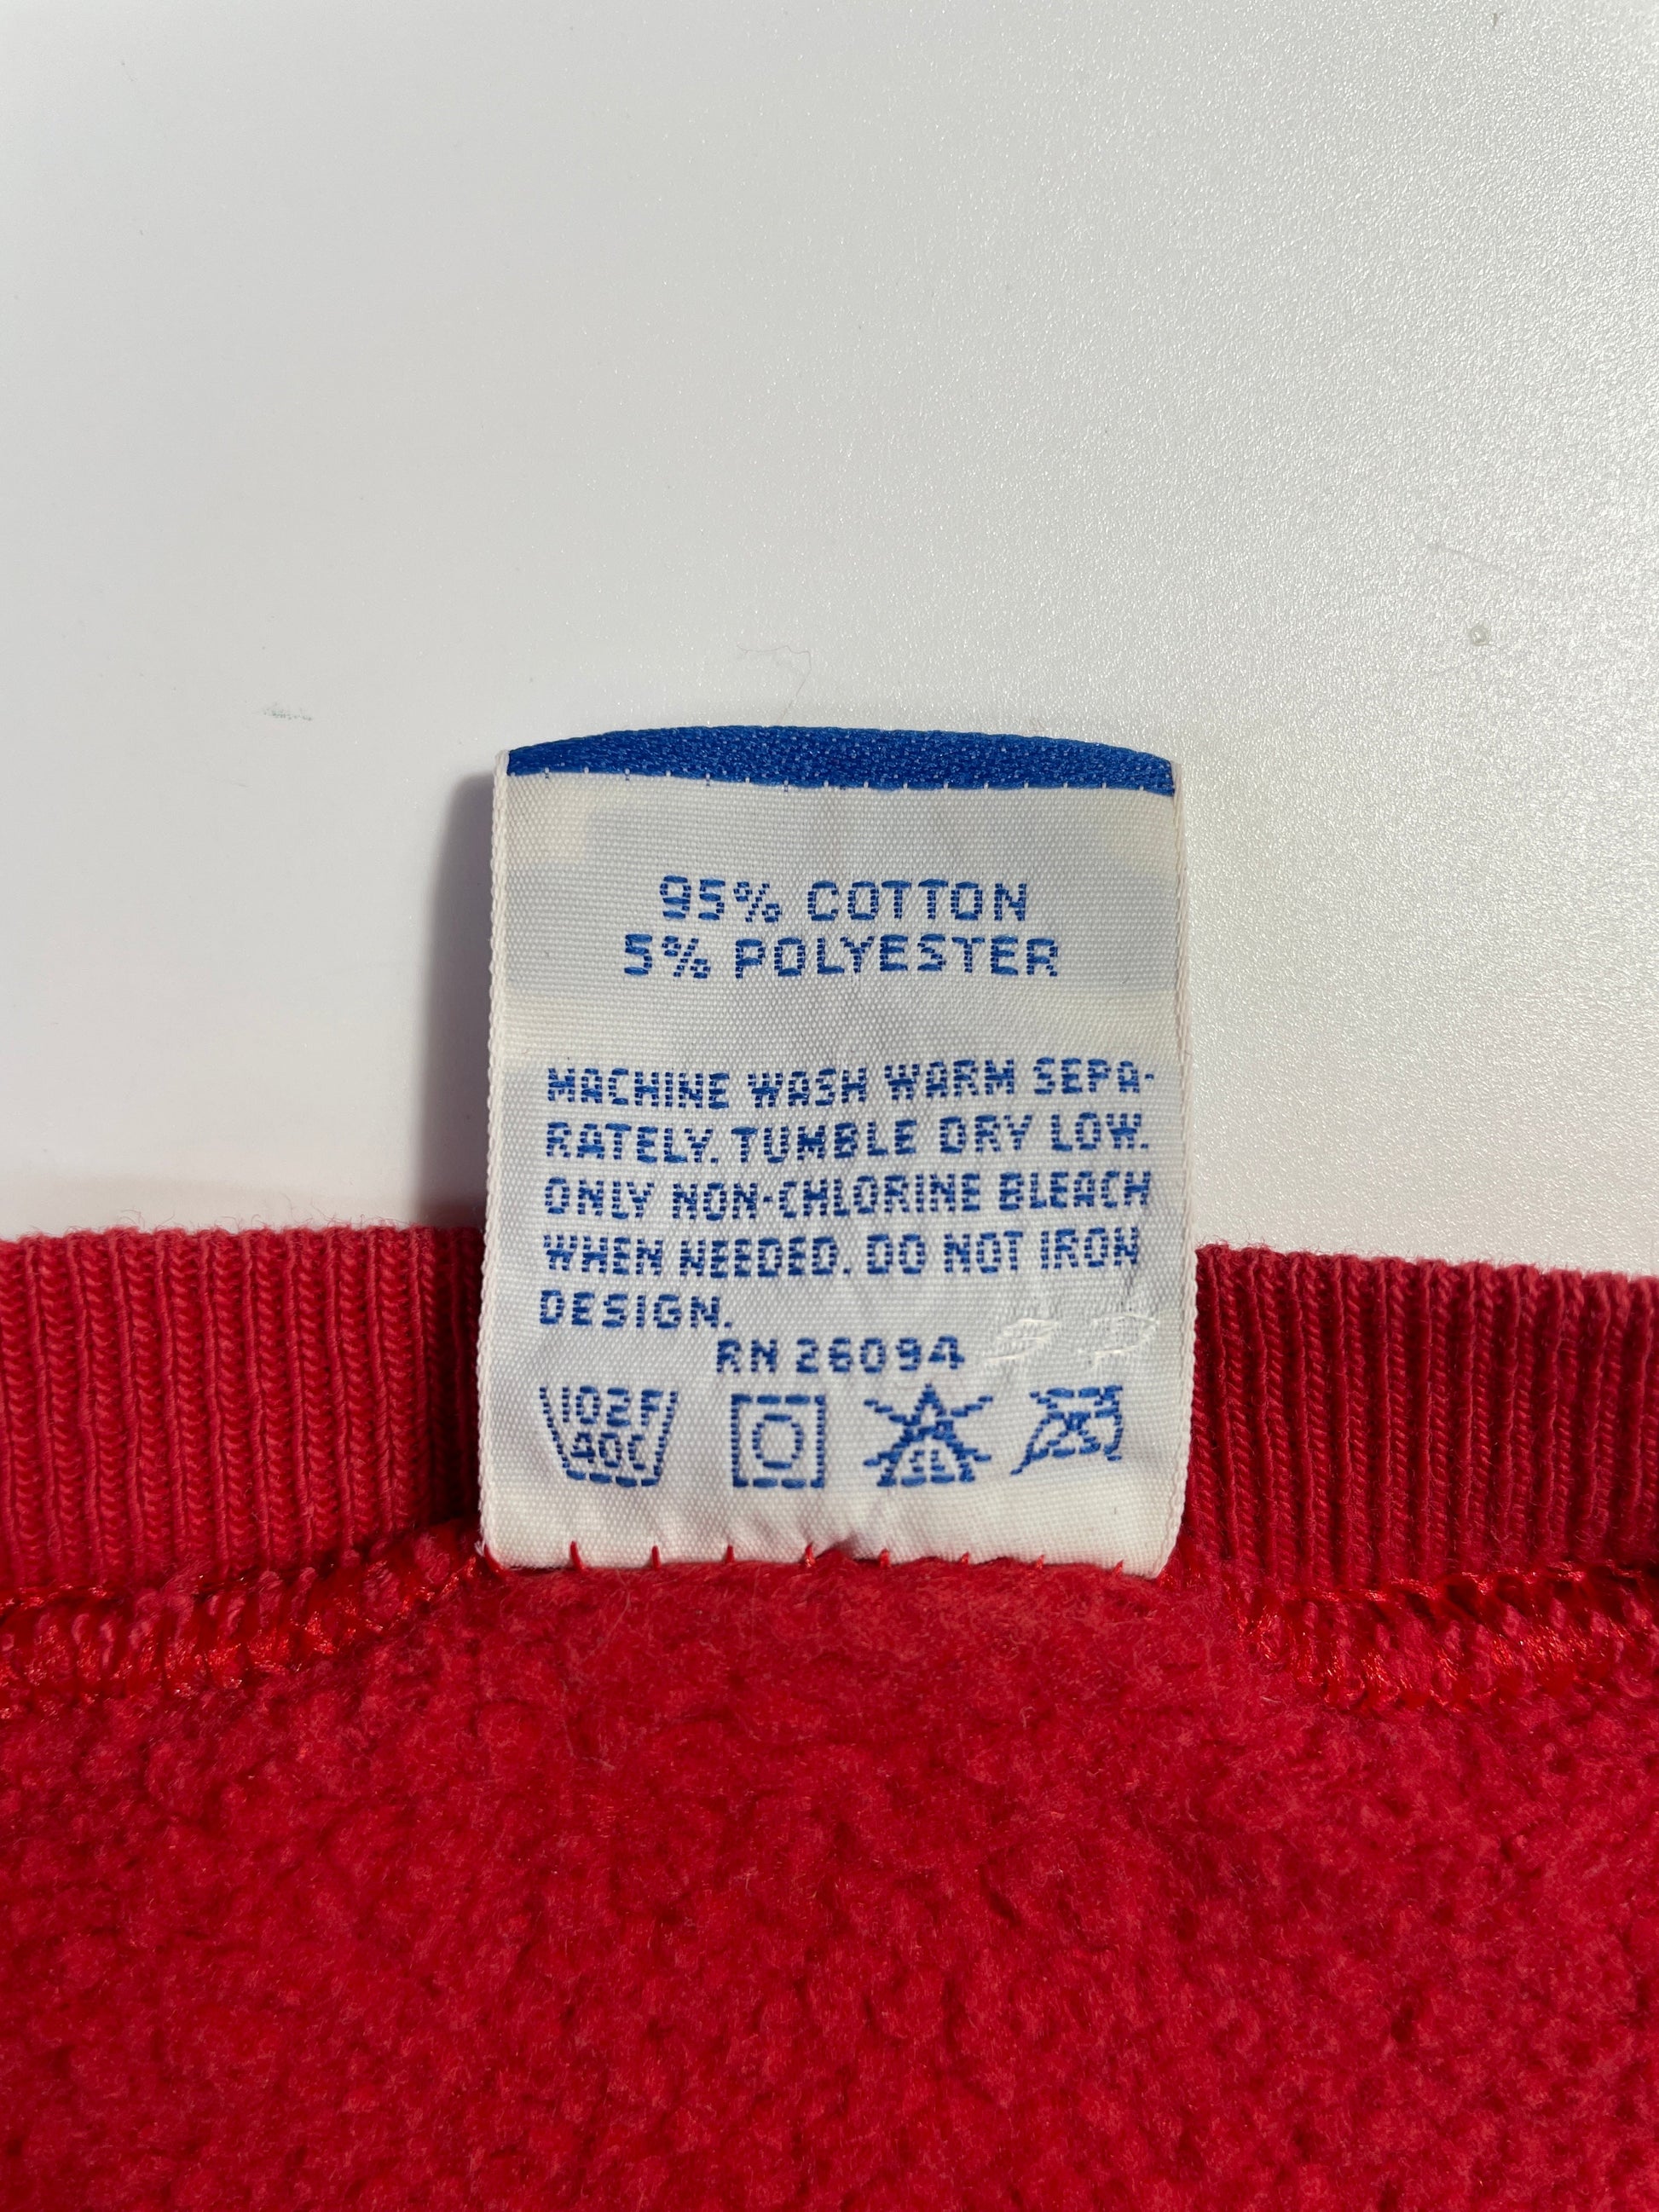 95% COTTON
5% POLYESTER
MACHINE WASH WARM SEPA-
RATELY. TUMBLE DRY LOW.
ONLY NON-CHLORINE BLEACH
WHEN NEEDED. DO NOT IRON
DESIGN.
RN 26094
102F
40C
CL